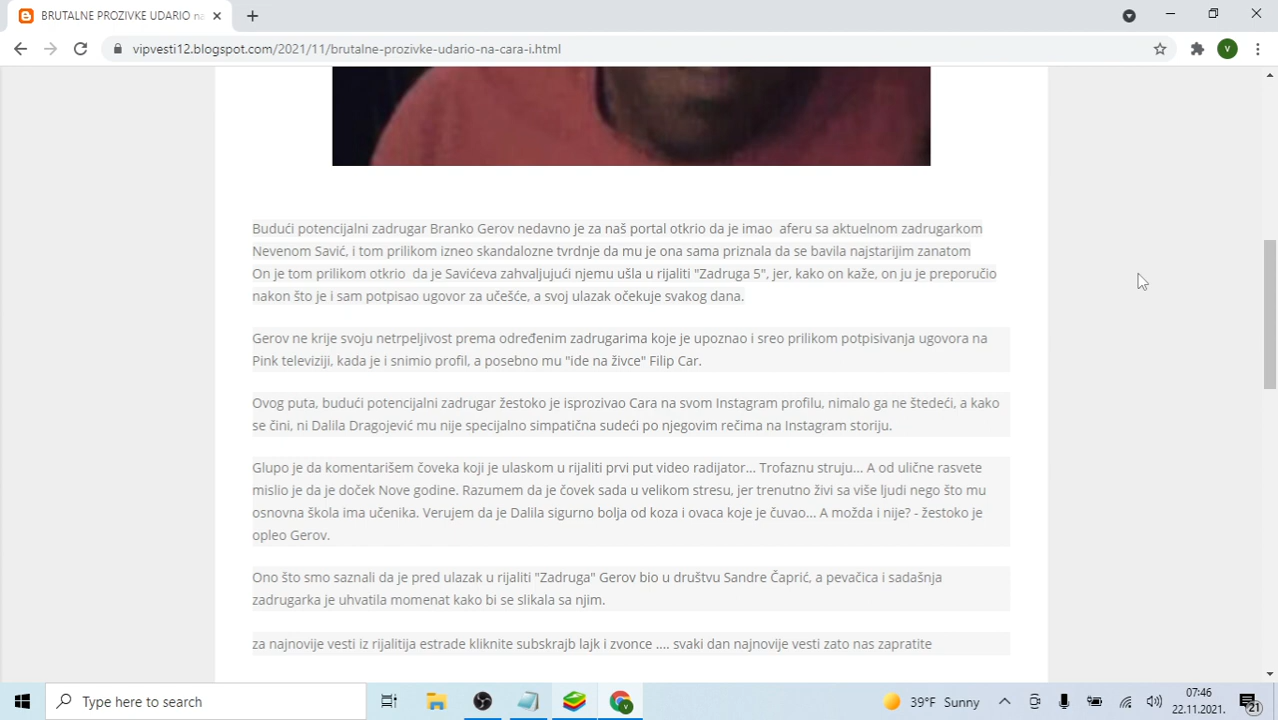 BRUTALNE PROZIVKE UDARIO na
vipvesti12.blogspot.com/2021/11/brutalne-prozivke-udario-na-cara-i.html
V
Budući potencijalni zadrugar Branko Gerov nedavno je za naš portal otkrio da je imao  aferu sa aktuelnom zadrugarkom
Nevenom Savić, i tom prilikom izneo skandalozne tvrdnje da mu je ona sama priznala da se bavila najstarijim zanatom
On je tom prilikom otkrio  da je Savićeva zahvaljujući njemu ušla u rijaliti "Zadruga 5", jer, kako on kaže, on ju je preporučio
nakon što je i sam potpisao ugovor za učešće, a svoj ulazak očekuje svakog dana.
Gerov ne krije svoju netrpeljivost prema određenim zadrugarima koje je upoznao i sreo prilikom potpisivanja ugovora na
Pink televiziji, kada je i snimio profil, a posebno mu "ide na živce" Filip Car.
Ovog puta, budući potencijalni zadrugar žestoko je isprozivao Cara na svom Instagram profilu, nimalo ga ne štedeći, a kako
se čini, ni Dalila Dragojević mu nije specijalno simpatična sudeći po njegovim rečima na Instagram storiju.
Glupo je da komentarišem čoveka koji je ulaskom u rijaliti prvi put video radijator... Trofaznu struju... A od ulične rasvete
mislio je da je doček Nove godine. Razumem da je čovek sada u velikom stresu, jer trenutno živi sa više ljudi nego što mu
osnovna škola ima učenika. Verujem da je Dalila sigurno bolja od koza i ovaca koje je čuvao... A možda i nije? - žestoko je
opleo Gerov.
Ono što smo saznali da je pred ulazak u rijaliti "Zadruga" Gerov bio u društvu Sandre Čaprić, a pevačica i sadašnja
zadrugarka je uhvatila momenat kako bi se slikala sa njim.
za najnovije vesti iz rijalitija estrade kliknite subskrajb lajk i zvonce .... svaki dan najnovije vesti zato nas zapratite
Type here to search
39°F Sunny
07:46
22.11.2021.
21